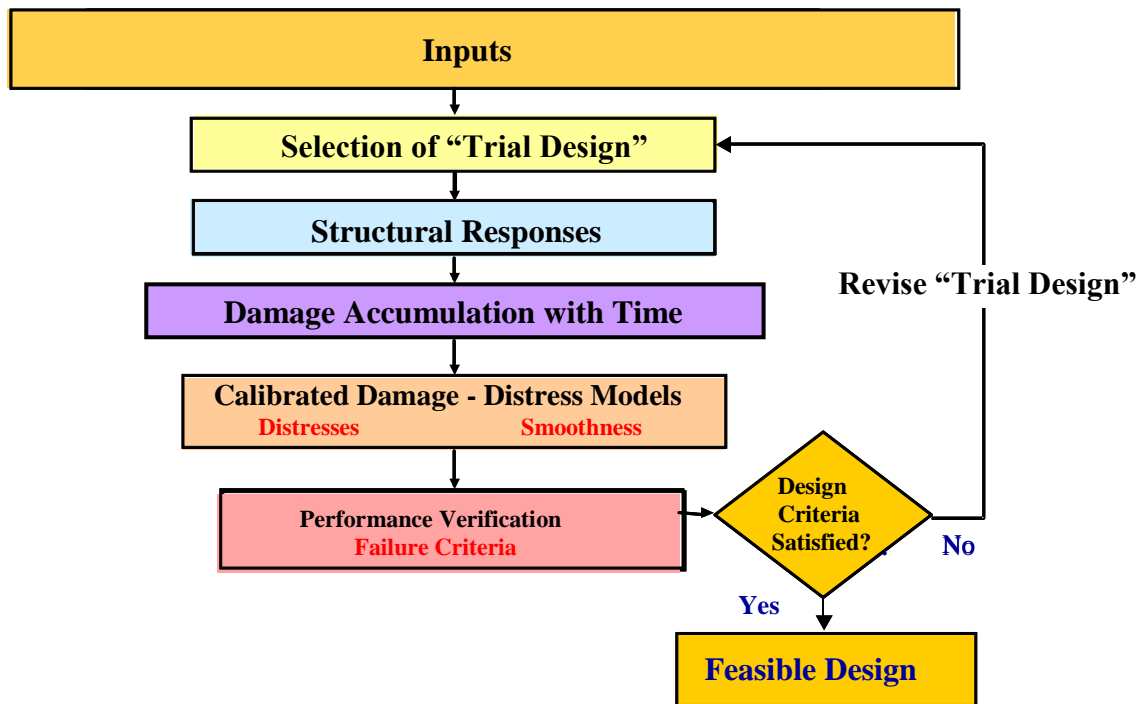 Inputs
Selection of “Trial Design”
Structural Responses
Revise “Trial Design”
Damage Accumulation with Time
Calibrated Damage - Distress Models
Distresses Smoothness
Performance Verification
Failure Criteria
Design
Criteria
Satisfied?
No
Yes
Feasible Design